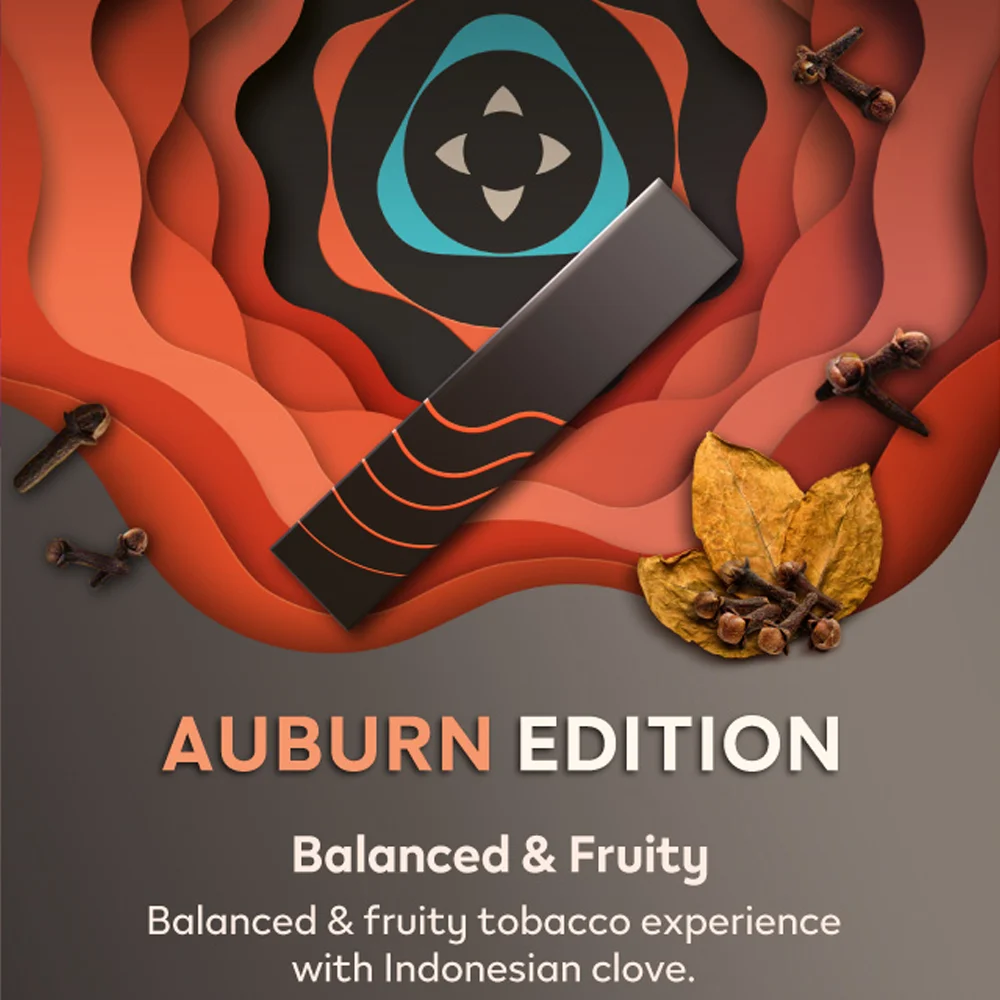 AUBURN EDITION
Balanced & Fruity
Balanced & fruity tobacco experience
with Indonesian clove.